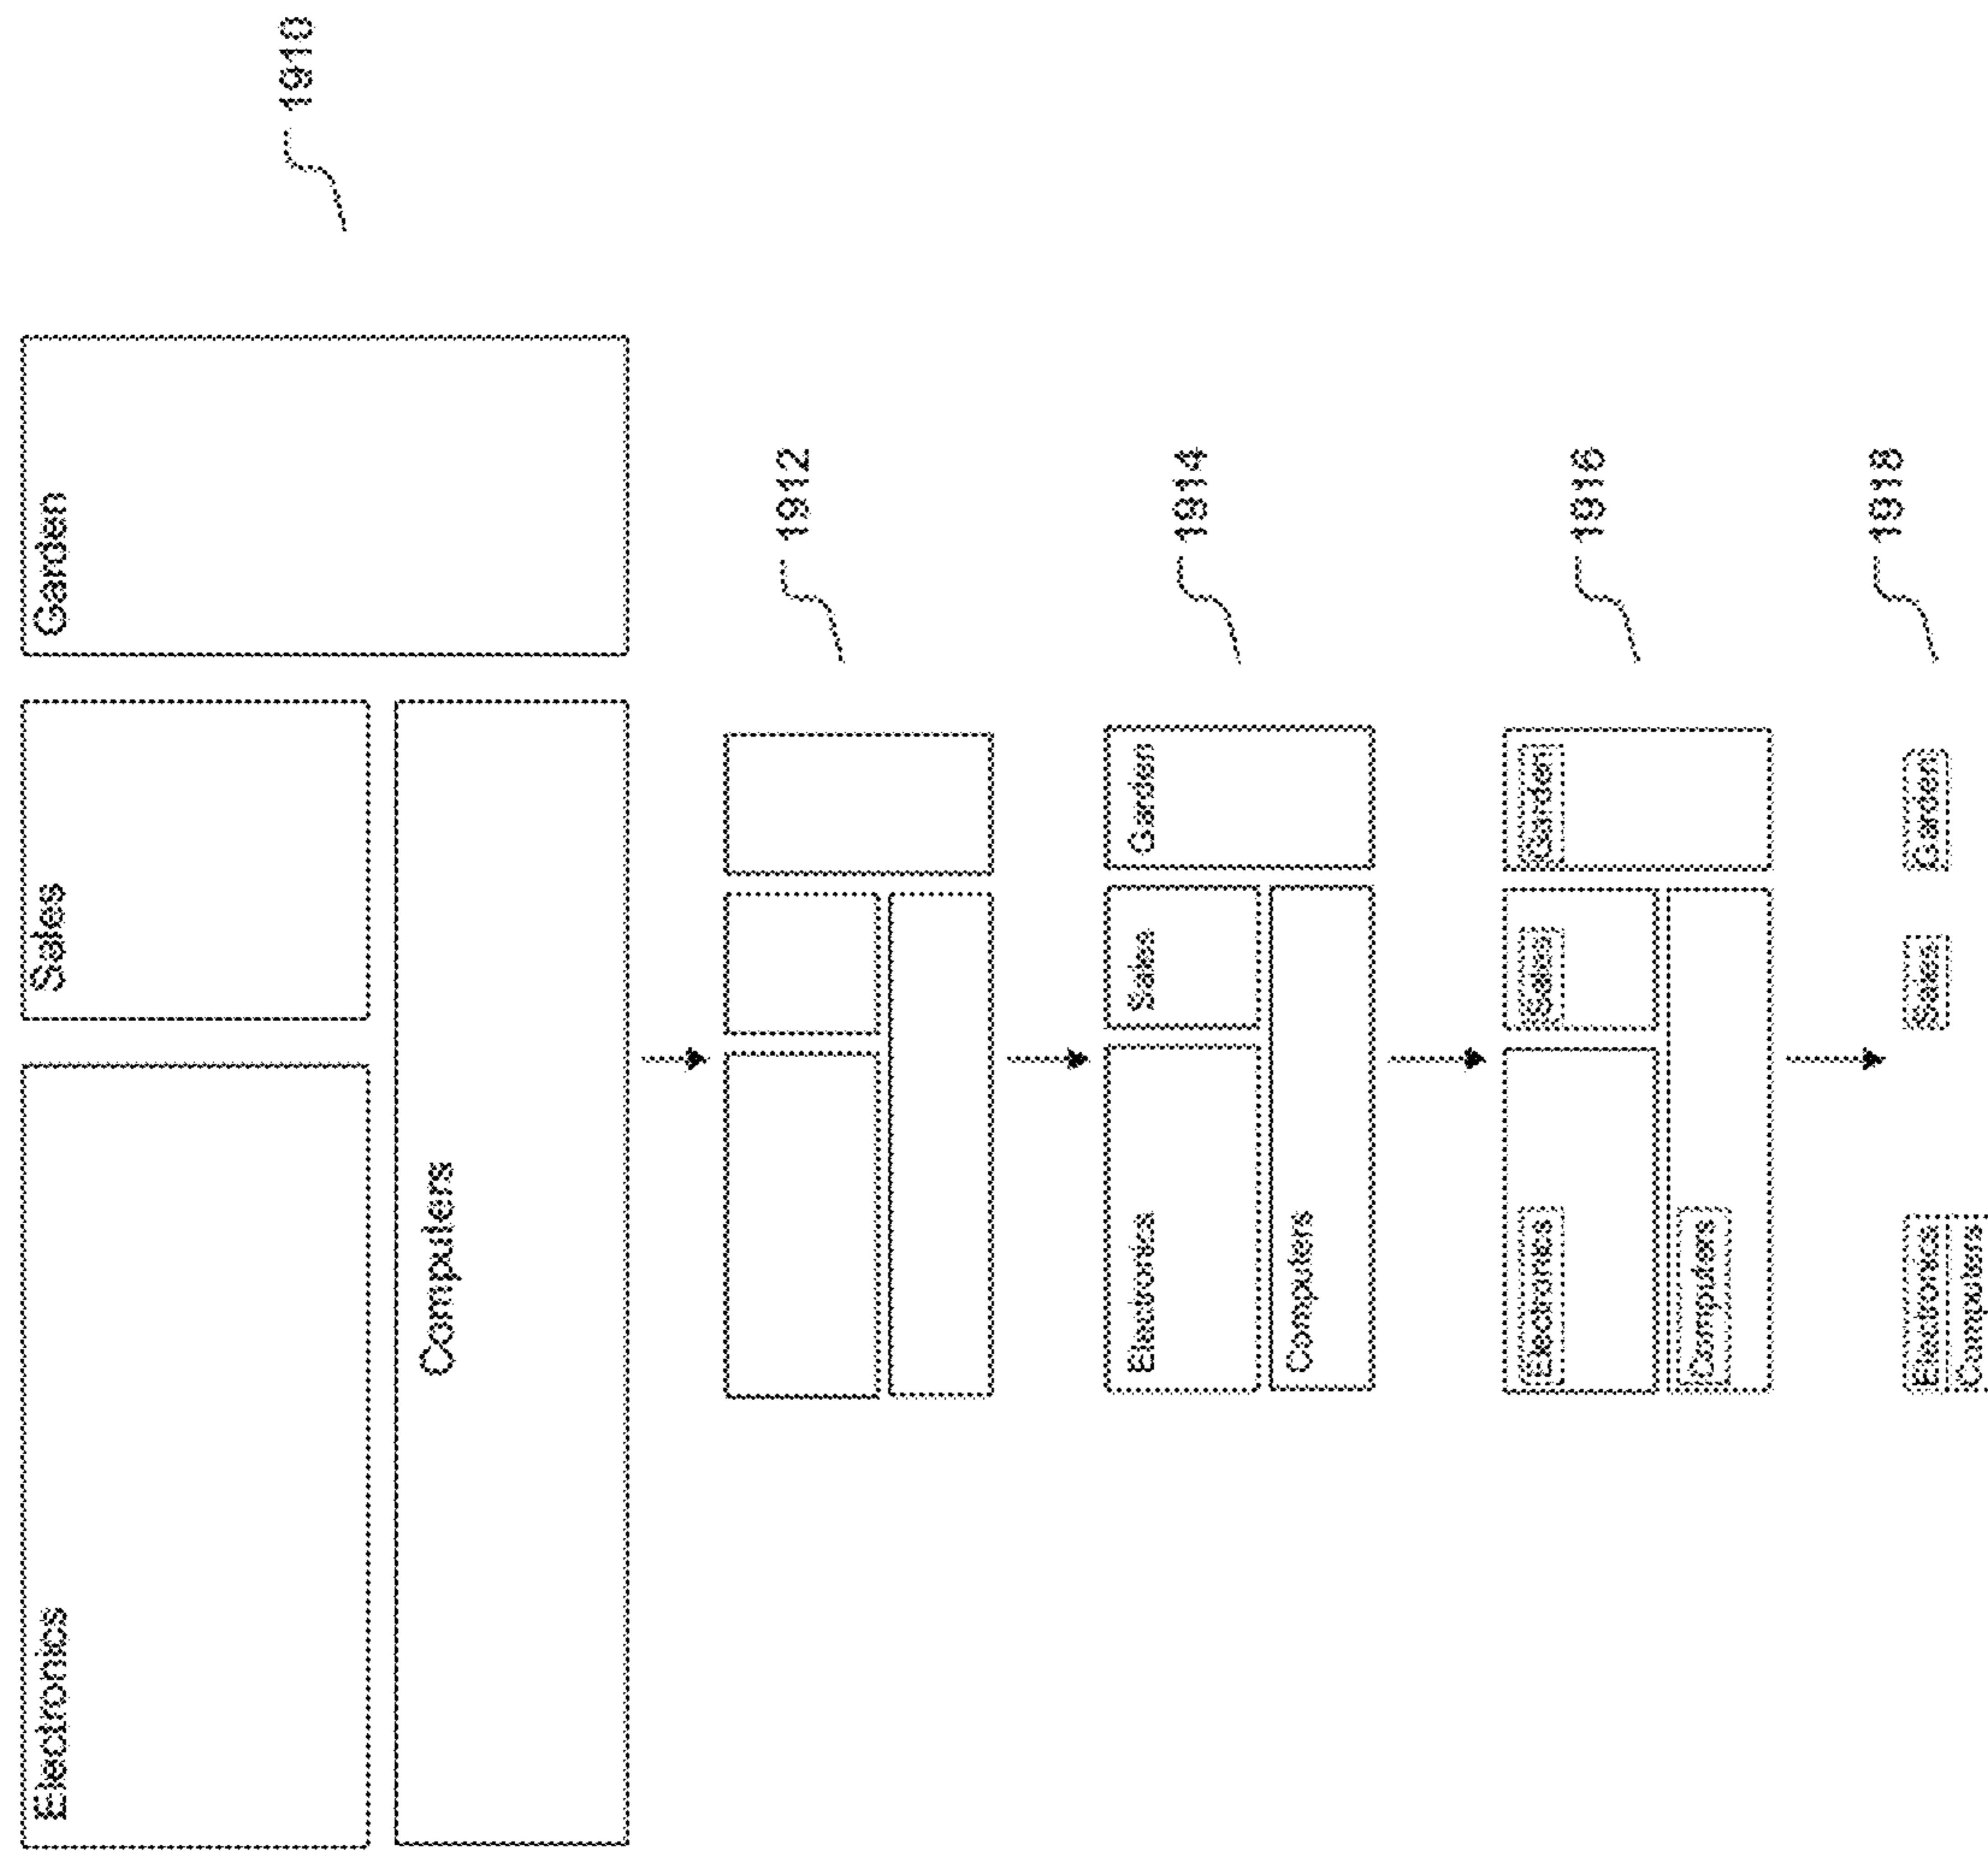 Electronics
Sales
Garden
1910
Computers
1912
Electronics
Sales
Garden
1914
Computers
Electronics
Sales
Garden
1916
Computers
Electronics
Sales
Garden
1918
Computers